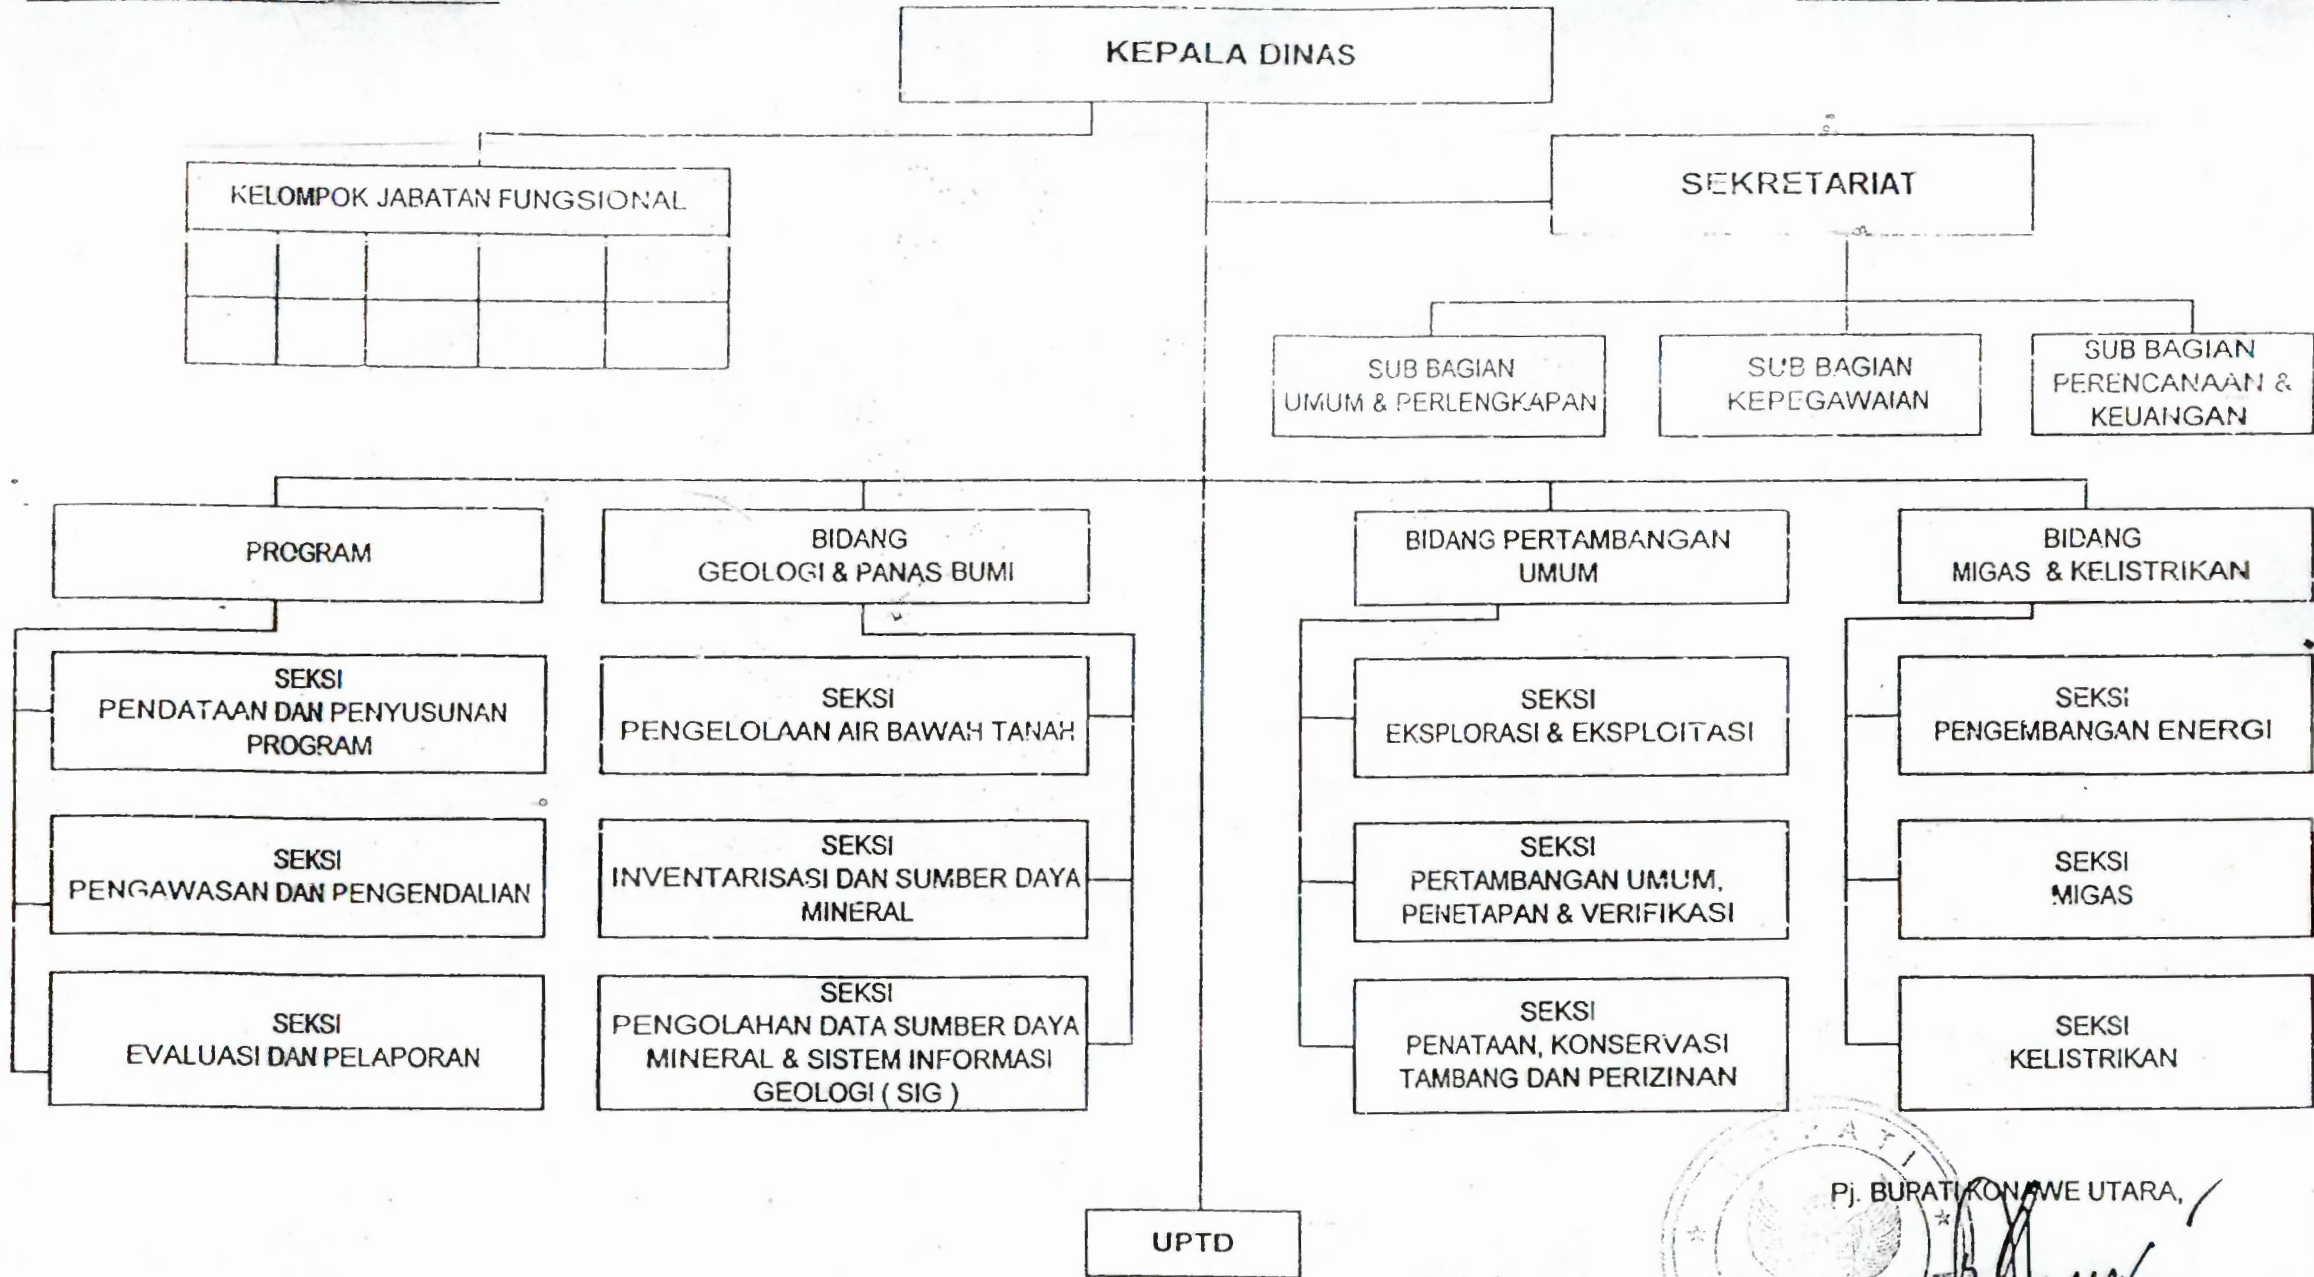 KEPALA DINAS
KELOMPOK JABATAN FUNGSIONAL
SEKRETARIAT
SUB BAGIAN
UMUM & PERLENGKAPAN
SUB BAGIAN
KEPEGAWAIAN
SUB BAGIAN
PERENCANAAN &
KEUANGAN
PROGRAM
BIDANG
GEOLOGI & PANAS BUMI
BIDANG PERTAMBANGAN
UMUM
BIDANG
MIGAS & KELISTRIKAN
SEKSI
PENDATAAN DAN PENYUSUNAN
PROGRAM
SEKSI
PENGELOLAAN AIR BAWAH TANAH
SEKSI
EKSPLORASI & EKSPLOITASI
SEKSI
PENGEMBANGAN ENERGI
SEKSI
PENGAWASAN DAN PENGENDALIAN
SEKSI
INVENTARISASI DAN SUMBER DAYA
MINERAL
SEKSI
PERTAMBANGAN UMUM,
PENETAPAN & VERIFIKASI
SEKSI
MIGAS
SEKSI
EVALUASI DAN PELAPORAN
SEKSI
PENGOLAHAN DATA SUMBER DAYA
MINERAL & SISTEM INFORMASI
GEOLOGI ( SIG )
SEKSI
PENATAAN, KONSERVASI
TAMBANG DAN PERIZINAN
SEKSI
KELISTRIKAN
UPTD
Pj. BUPATI KONAWE UTARA,